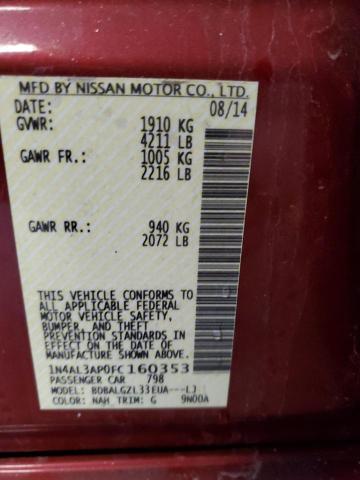 MFD BY NISSAN MOTOR CO., LTD.
DATE: 08/14
GVWR: 1910 KG
4211 LB
GAWR FR.: 1005 KG
2216 LB
GAWR RR.: 940 KG
2072 LB
THIS VEHICLE CONFORMS TO
ALL APPLICABLE FEDERAL
MOTOR VEHICLE SAFETY,
BUMPER, AND THEFT
PREVENTION STANDARDS IN
EFFECT ON THE DATE OF
MANUFACTURE SHOWN ABOVE.
1N4AL3AP0FC160353
PASSENGER CAR 798
MODEL: BDBALGZL33EUA---LJ
COLOR: NAH TRIM: G 9N00A